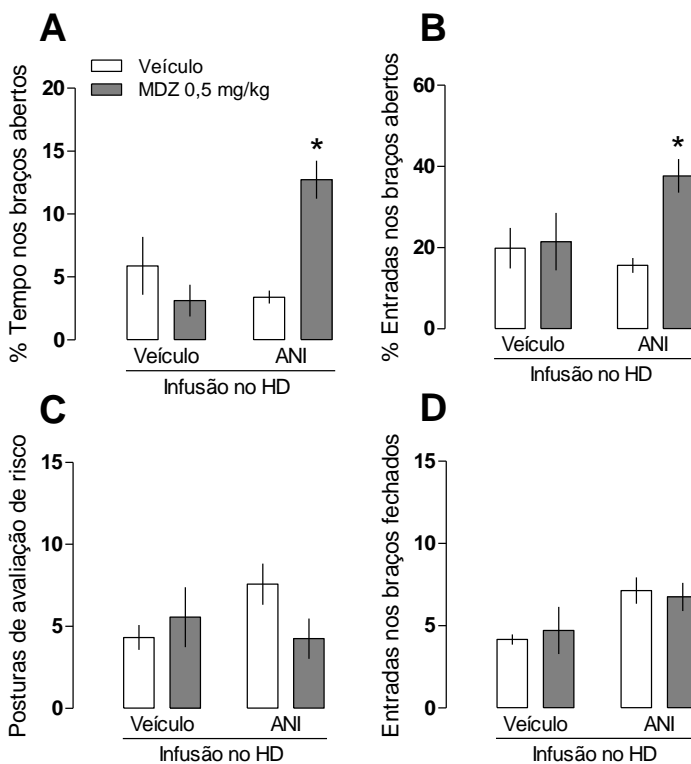 A
Veículo
MDZ 0,5 mg/kg
% Tempo nos braços abertos
20
15
10
5
0
*
Veículo ANI
Infusão no HD
B
% Entradas nos braços abertos
60
40
20
0
*
Veículo ANI
Infusão no HD
C
Posturas de avaliação de risco
15
10
5
0
Veículo ANI
Infusão no HD
D
Entradas nos braços fechados
15
10
5
0
Veículo ANI
Infusão no HD